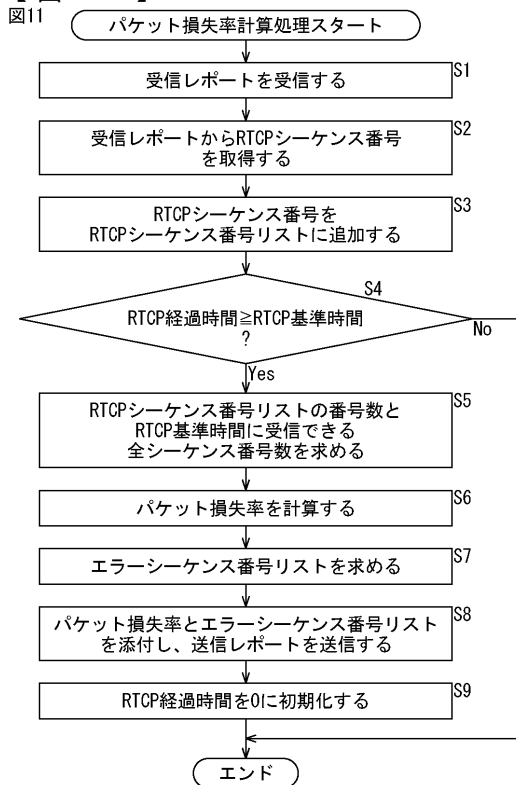 図11
パケット損失率計算処理スタート
受信レポートを受信する
S1
受信レポートからRTCPシーケンス番号
を取得する
S2
RTCPシーケンス番号を
RTCPシーケンス番号リストに追加する
S3
S4
RTCP経過時間≧RTCP基準時間
?
No
Yes
RTCPシーケンス番号リストの番号数と
RTCP基準時間に受信できる
全シーケンス番号数を求める
S5
パケット損失率を計算する
S6
エラーシーケンス番号リストを求める
S7
パケット損失率とエラーシーケンス番号リスト
を添付し、送信レポートを送信する
S8
RTCP経過時間を0に初期化する
S9
エンド